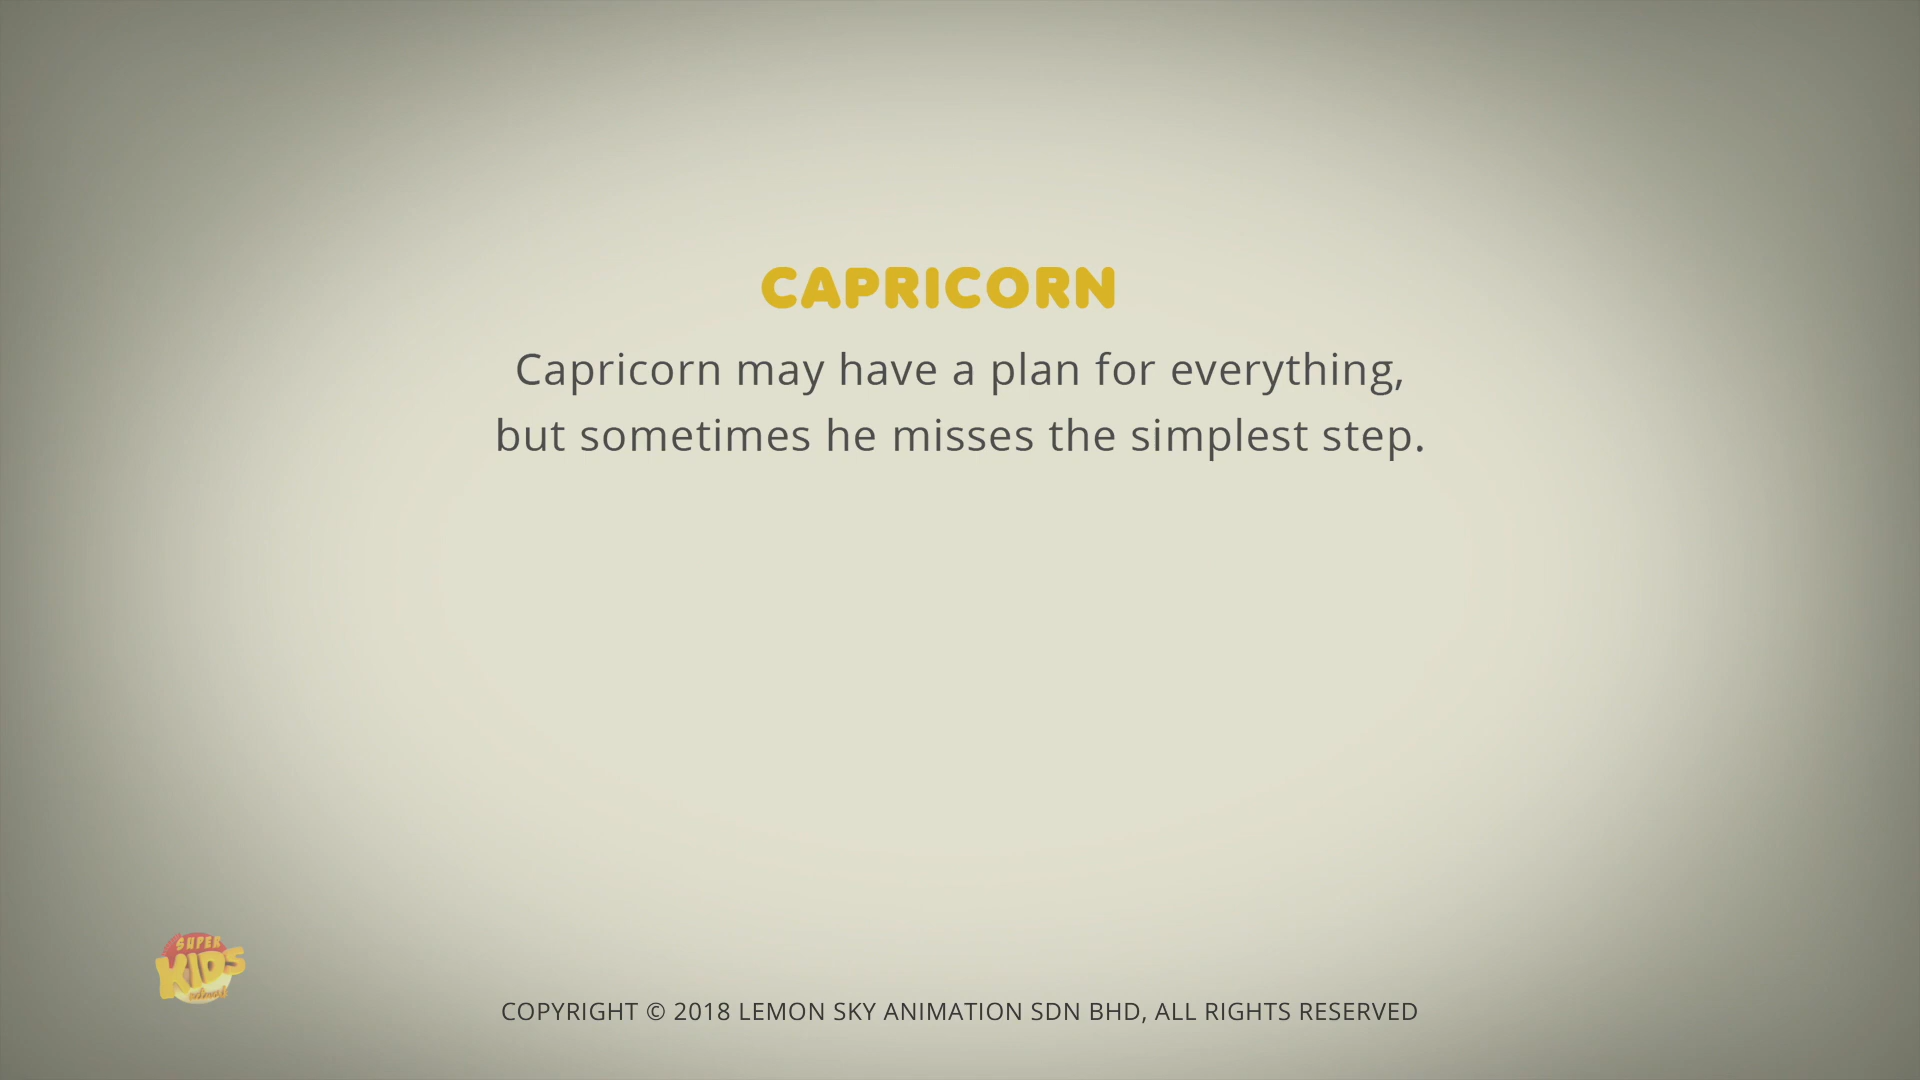 CAPRICORN
Capricorn may have a plan for everything,
but sometimes he misses the simplest step.
SUPER
KIDS
COPYRIGHT © 2018 LEMON SKY ANIMATION SDN BHD, ALL RIGHTS RESERVED